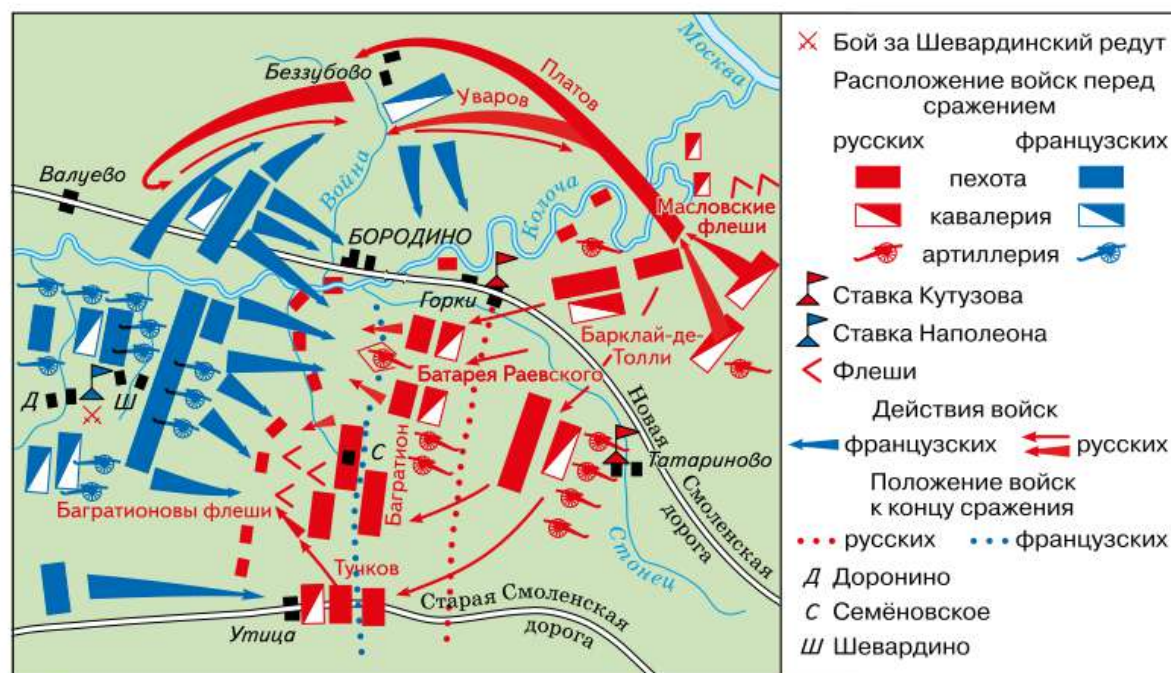 Москва
Беззубово
Платов
Уваров
Валуево
Война
Колоча
Масловские
флеши
БОРОДИНО
Горки
Барклай-де-
Толли
Батарея Раевского
Д
Ш
С
Багратион
Новая Смоленская
дорога
Татариново
Багратионовы флеши
Стонец
Тучков
Утица
Старая Смоленская
дорога
Бой за Шевардинский редут
Расположение войск перед
сражением
русских французских
пехота
кавалерия
артиллерия
Ставка Кутузова
Ставка Наполеона
Флеши
Действия войск
французских русских
Положение войск
к концу сражения
русских французских
Д Доронино
С Семёновское
Ш Шевардино